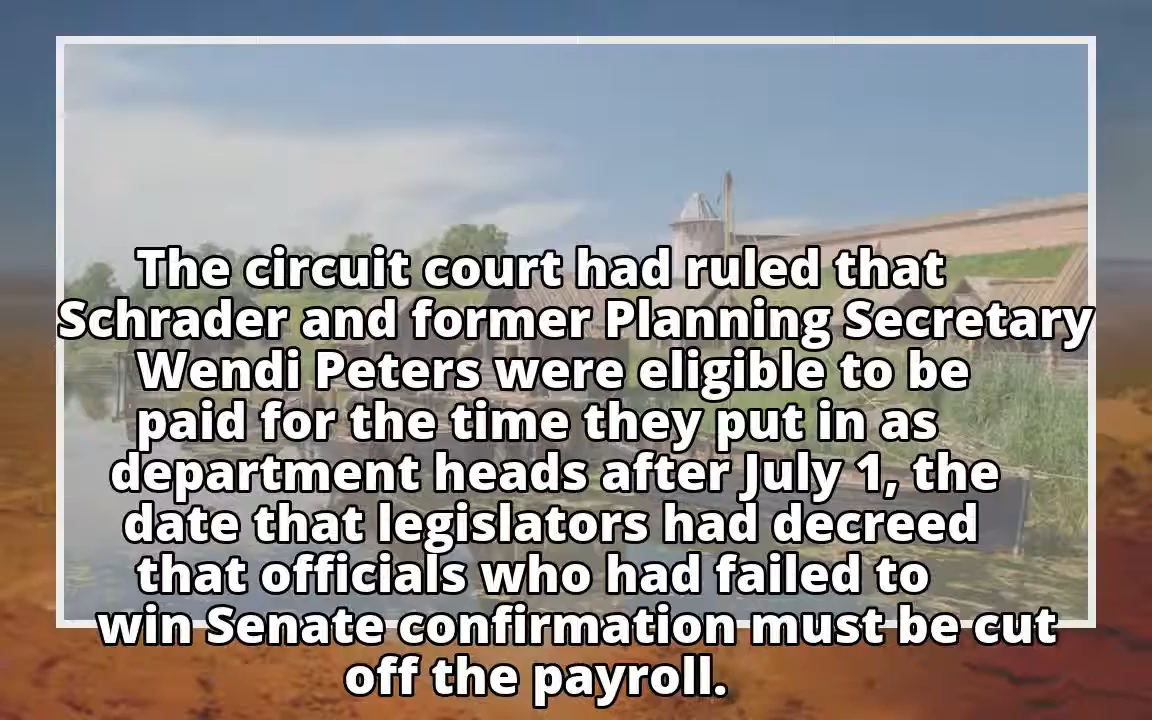 The circuit court had ruled that
Schrader and former Planning Secretary
Wendi Peters were eligible to be
paid for the time they put in as
department heads after July 1, the
date that legislators had decreed
that officials who had failed to
win Senate confirmation must be cut
off the payroll.